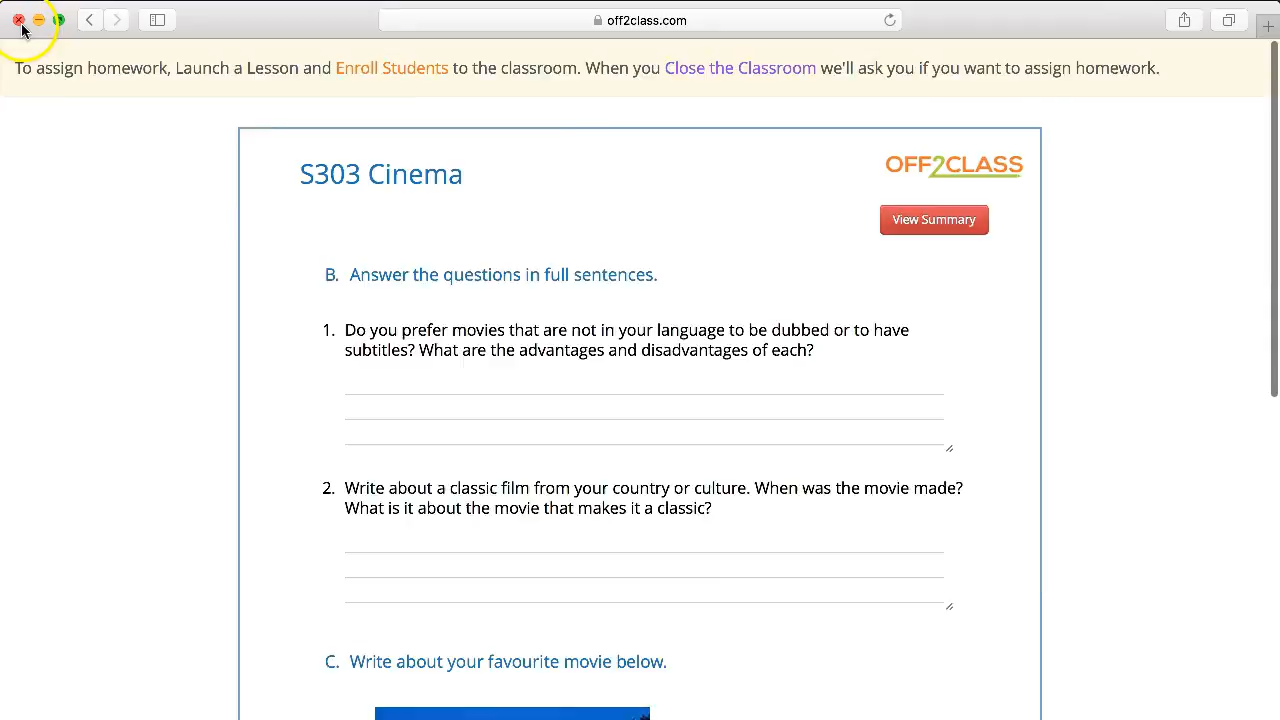 off2class.com
To assign homework, Launch a Lesson and Enroll Students to the classroom. When you Close the Classroom we'll ask you if you want to assign homework.
S303 Cinema
OFF2CLASS
View Summary
B. Answer the questions in full sentences.
1. Do you prefer movies that are not in your language to be dubbed or to have
subtitles? What are the advantages and disadvantages of each?
2. Write about a classic film from your country or culture. When was the movie made?
What is it about the movie that makes it a classic?
C. Write about your favourite movie below.